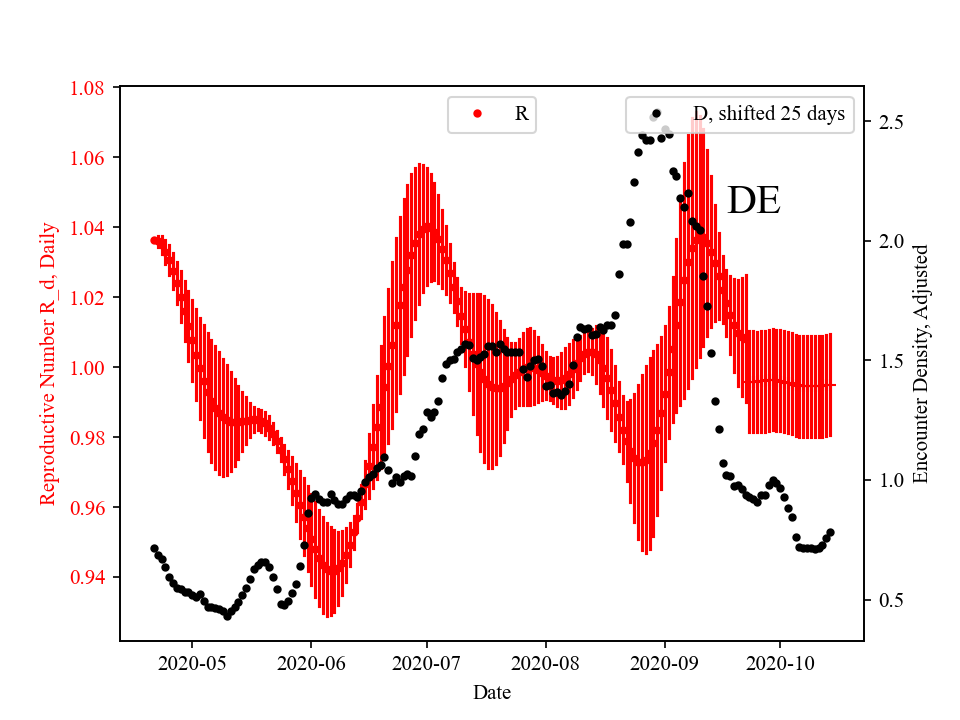 R
D, shifted 25 days
DE
Reproductive Number R_d, Daily
1.08
1.06
1.04
1.02
1.00
0.98
0.96
0.94
2.5
2.0
1.5
1.0
0.5
Encounter Density, Adjusted
2020-05 2020-06 2020-07 2020-08 2020-09 2020-10
Date